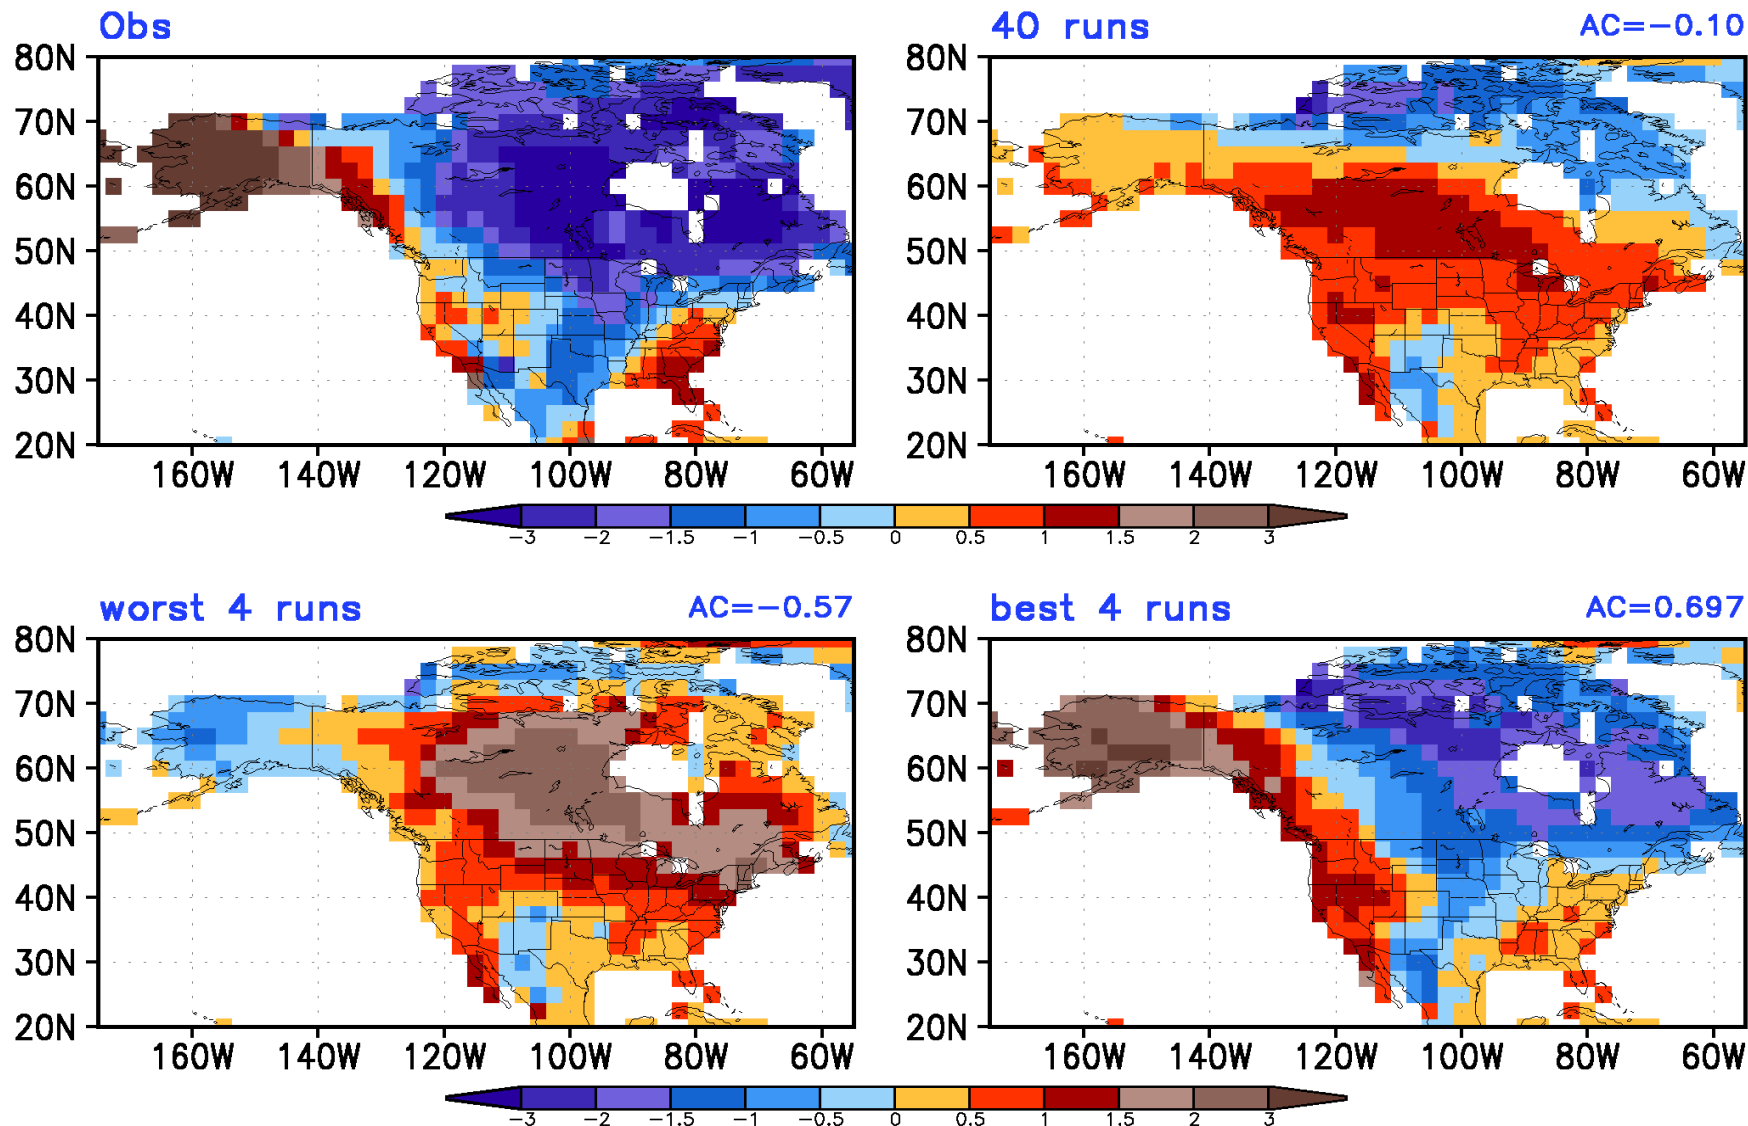 Obs
40 runs AC=-0.10
80N
70N
60N
50N
40N
30N
20N
160W 140W 120W 100W 80W 60W
80N
70N
60N
50N
40N
30N
20N
160W 140W 120W 100W 80W 60W
-3 -2 -1.5 -1 -0.5 0 0.5 1 1.5 2 3
worst 4 runs AC=-0.57
best 4 runs AC=0.697
80N
70N
60N
50N
40N
30N
20N
160W 140W 120W 100W 80W 60W
80N
70N
60N
50N
40N
30N
20N
160W 140W 120W 100W 80W 60W
-3 -2 -1.5 -1 -0.5 0 0.5 1 1.5 2 3